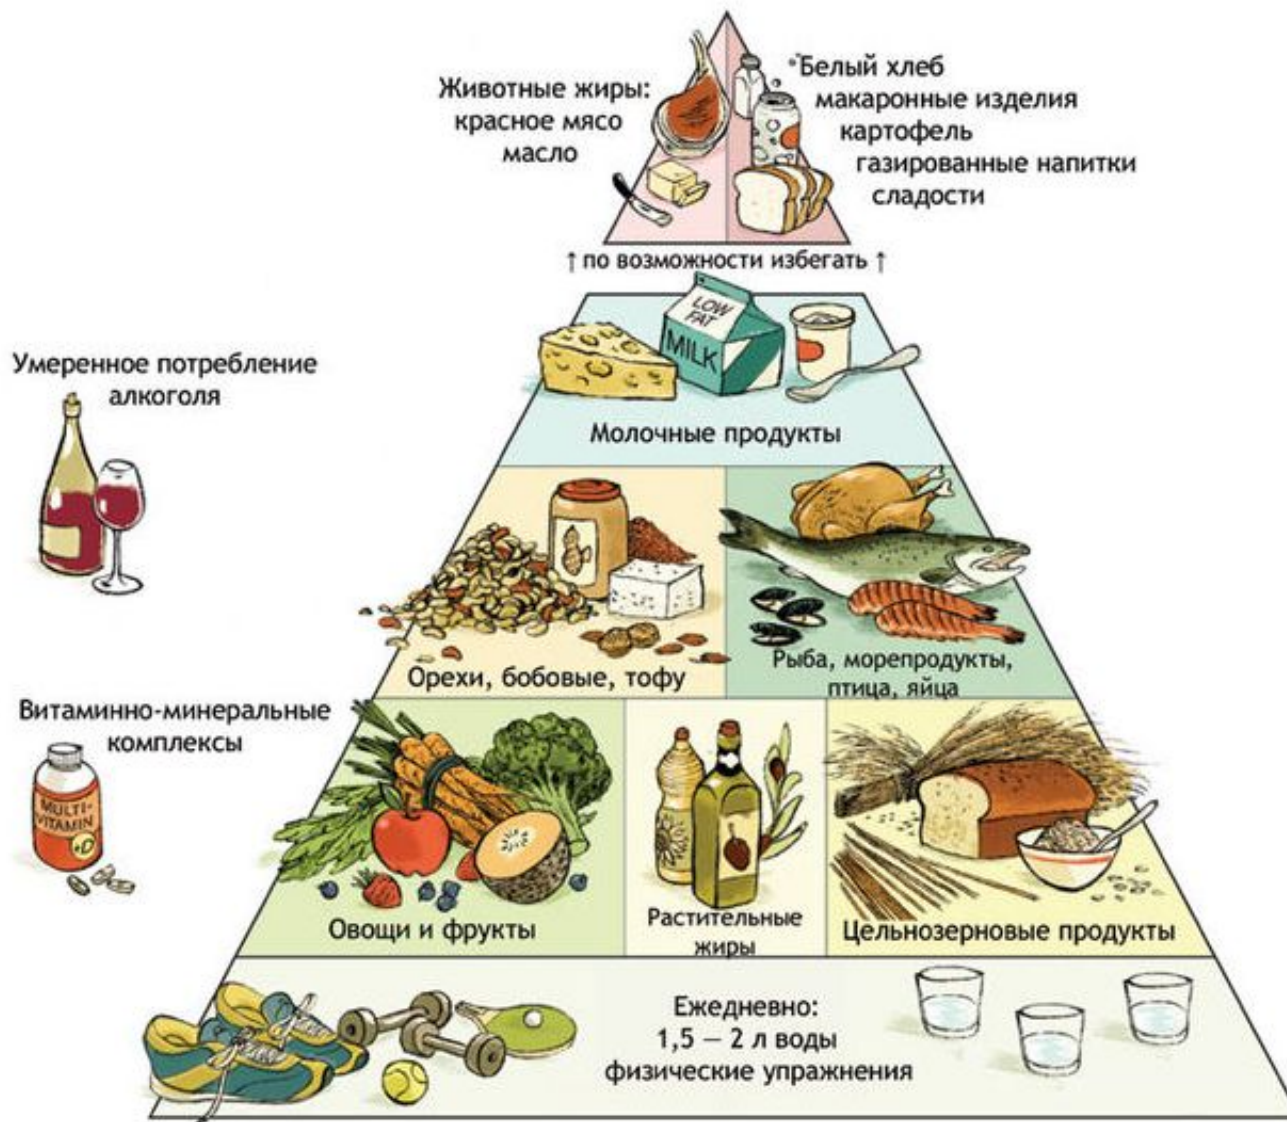 Животные жиры:
красное мясо
масло
*Белый хлеб
макаронные изделия
картофель
газированные напитки
сладости
↑ по возможности избегать ↑
LOW
FAT
MILK
Молочные продукты
Умеренное потребление
алкоголя
Орехи, бобовые, тофу
Рыба, морепродукты,
птица, яйца
Витаминно-минеральные
комплексы
MULTI-
VITAMIN
+D
Овощи и фрукты
Растительные
жиры
Цельнозерновые продукты
Ежедневно:
1,5 — 2 л воды
физические упражнения